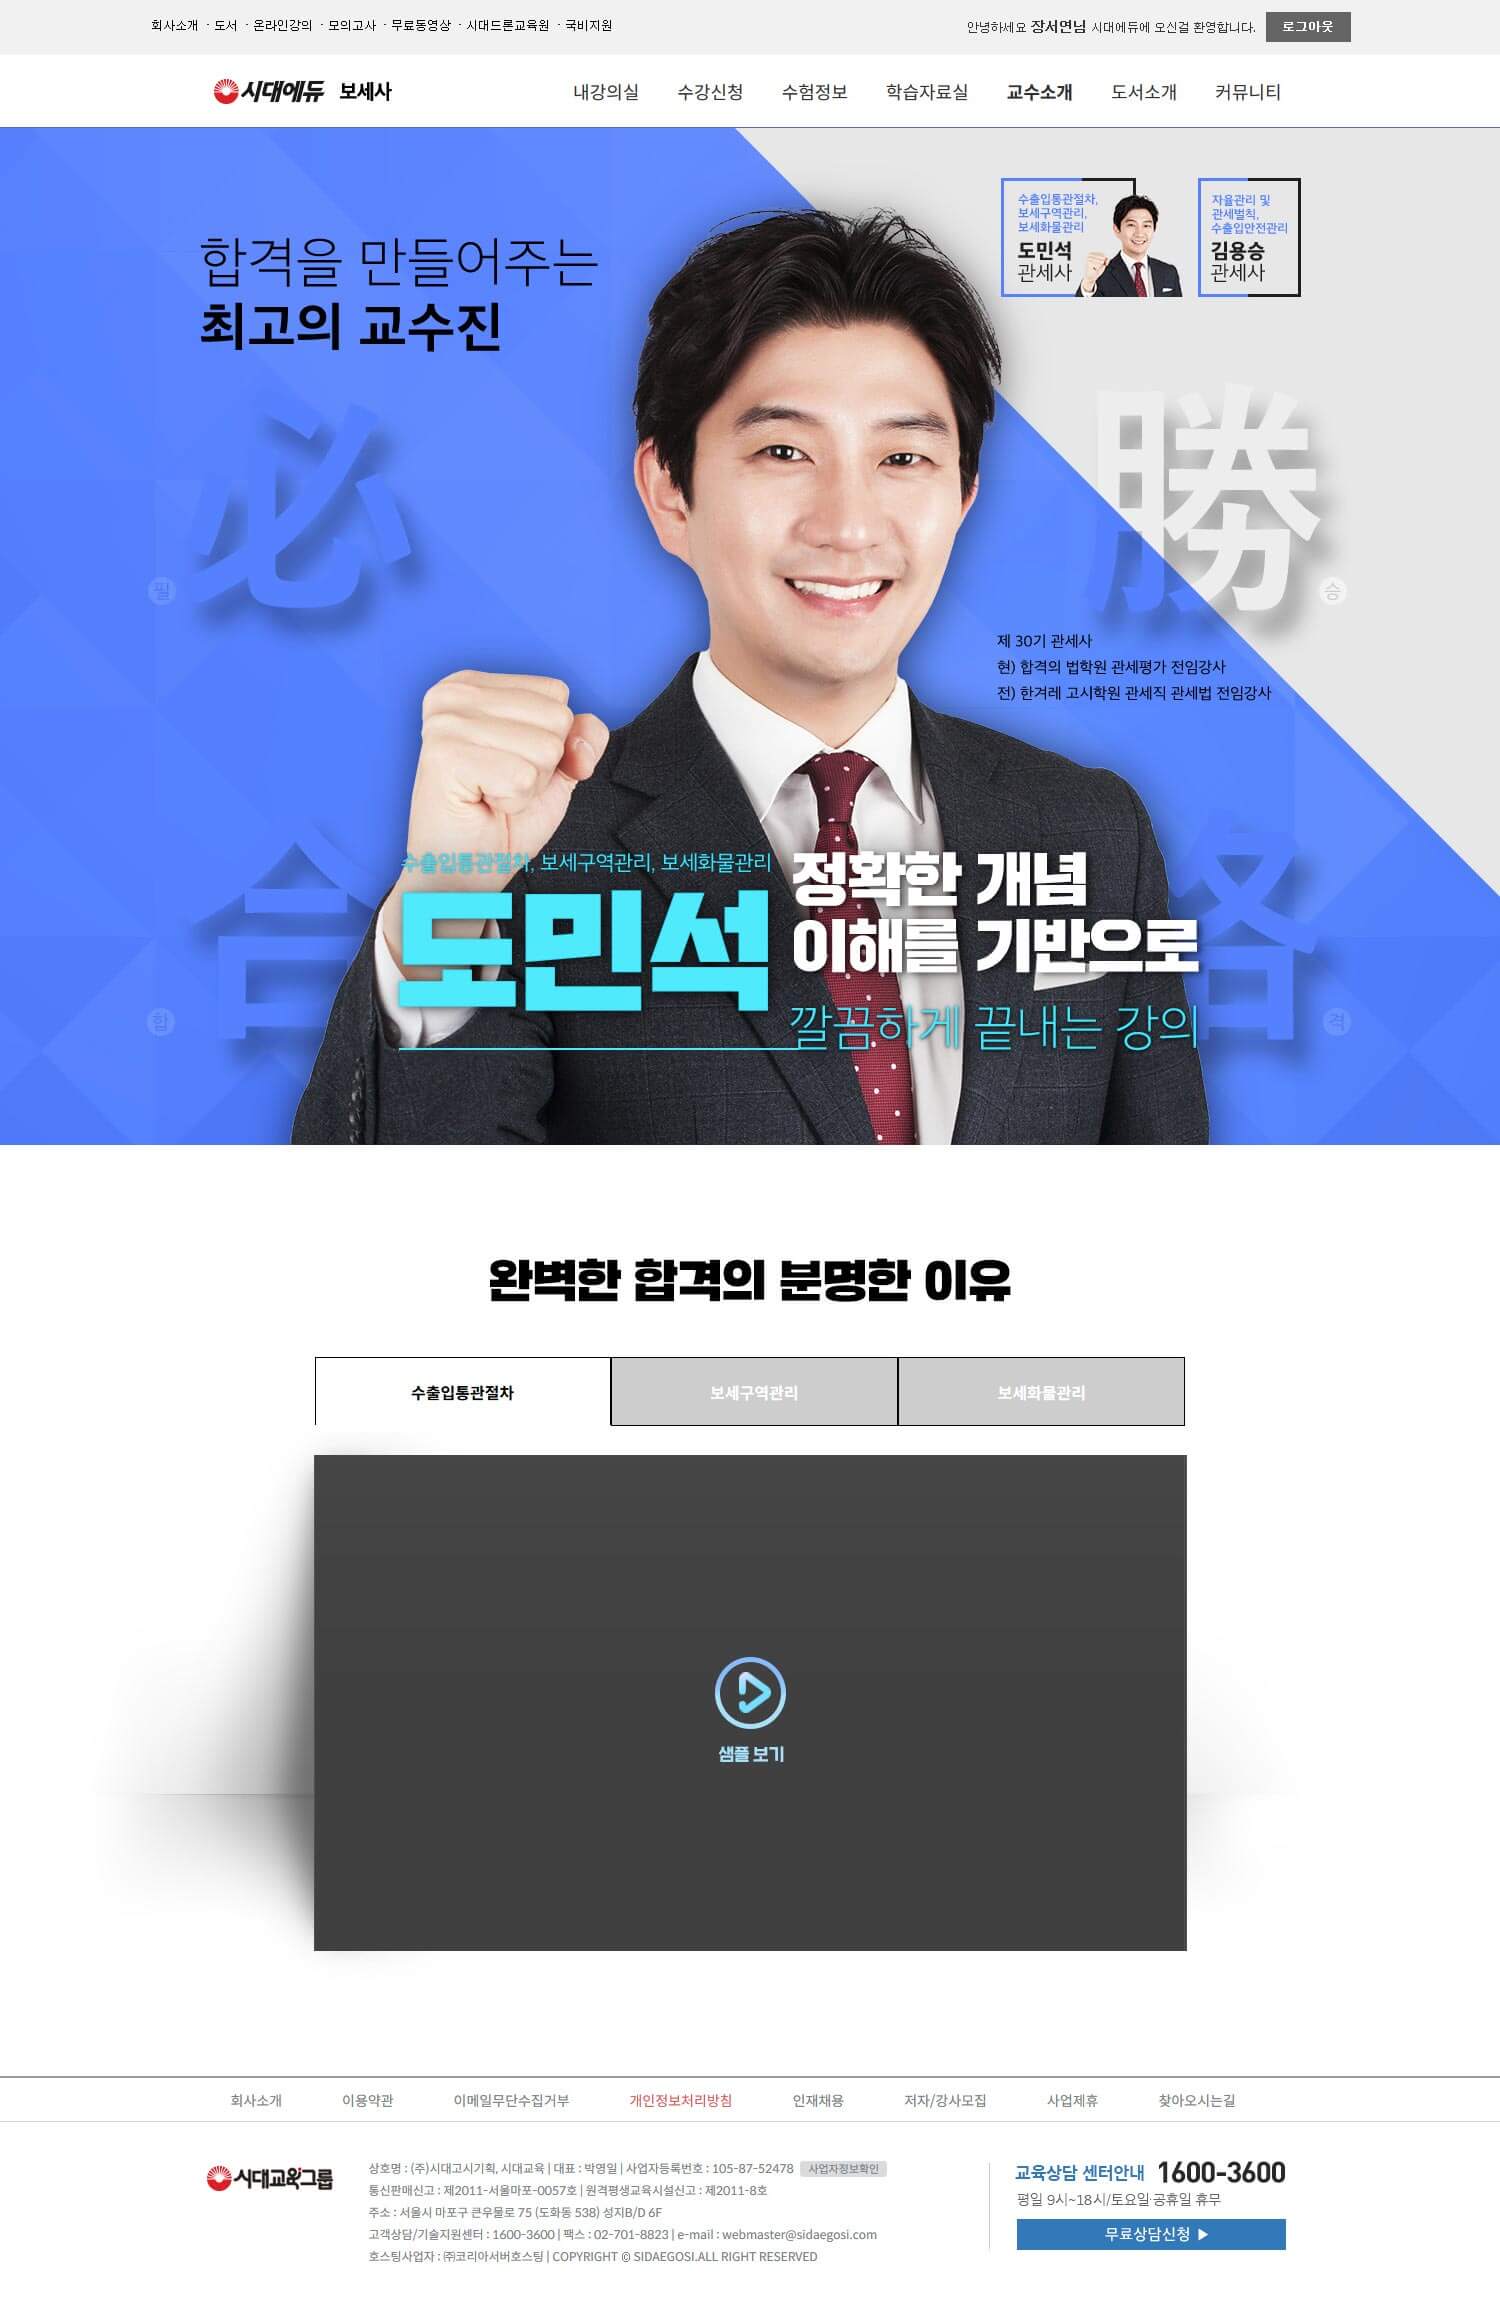 회사소개 · 도서 · 온라인강의 · 모의고사 · 무료동영상 · 시대드론교육원 · 국비지원
안녕하세요 장서연님 시대에듀에 오신걸 환영합니다. 로그아웃
시대에듀 보세사
내강의실 수강신청 수험정보 학습자료실 교수소개 도서소개 커뮤니티
수출입통관절차,
보세구역관리,
보세화물관리
도민석
관세사
자율관리 및
관세벌칙,
수출입안전관리
김용승
관세사
합격을 만들어주는
최고의 교수진
必 勝
필 승
제 30기 관세사
현) 합격의 법학원 관세평가 전임강사
전) 한겨레 고시학원 관세직 관세법 전임강사
合 格
합 격
수출입통관절차, 보세구역관리, 보세화물관리
도민석
정확한 개념
이해를 기반으로
깔끔하게 끝내는 강의
완벽한 합격의 분명한 이유
수출입통관절차 보세구역관리 보세화물관리
샘플 보기
회사소개 이용약관 이메일무단수집거부 개인정보처리방침 인재채용 저자/강사모집 사업제휴 찾아오시는길
시대교육그룹
상호명 : (주)시대고시기획, 시대교육 | 대표 : 박영일 | 사업자등록번호 : 105-87-52478 사업자정보확인
통신판매신고 : 제2011-서울마포-0057호 | 원격평생교육시설신고 : 제2011-8호
주소 : 서울시 마포구 큰우물로 75 (도화동 538) 성지B/D 6F
고객상담/기술지원센터 : 1600-3600 | 팩스 : 02-701-8823 | e-mail : webmaster@sidaegosi.com
호스팅사업자 : ㈜코리아서버호스팅 | COPYRIGHT © SIDAEGOSI.ALL RIGHT RESERVED
교육상담 센터안내 1600-3600
평일 9시~18시/토요일·공휴일 휴무
무료상담신청 ▶